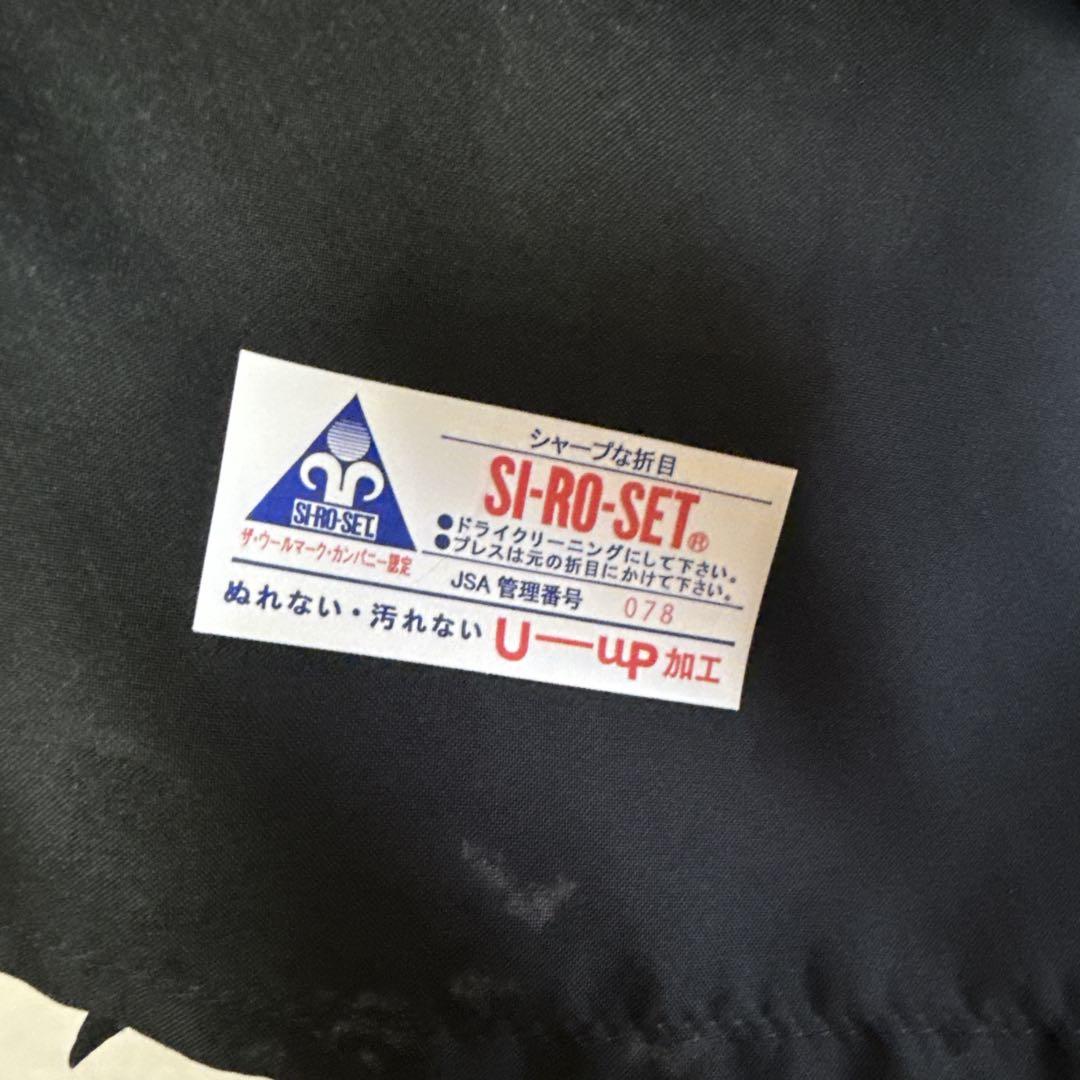 SI-RO-SET.
ザ・ウールマーク・カンパニー認定
シャープな折目
SI-RO-SET®
●ドライクリーニングにして下さい。
●プレスは元の折目にかけて下さい。
JSA 管理番号 078
ぬれない・汚れない U—up 加工